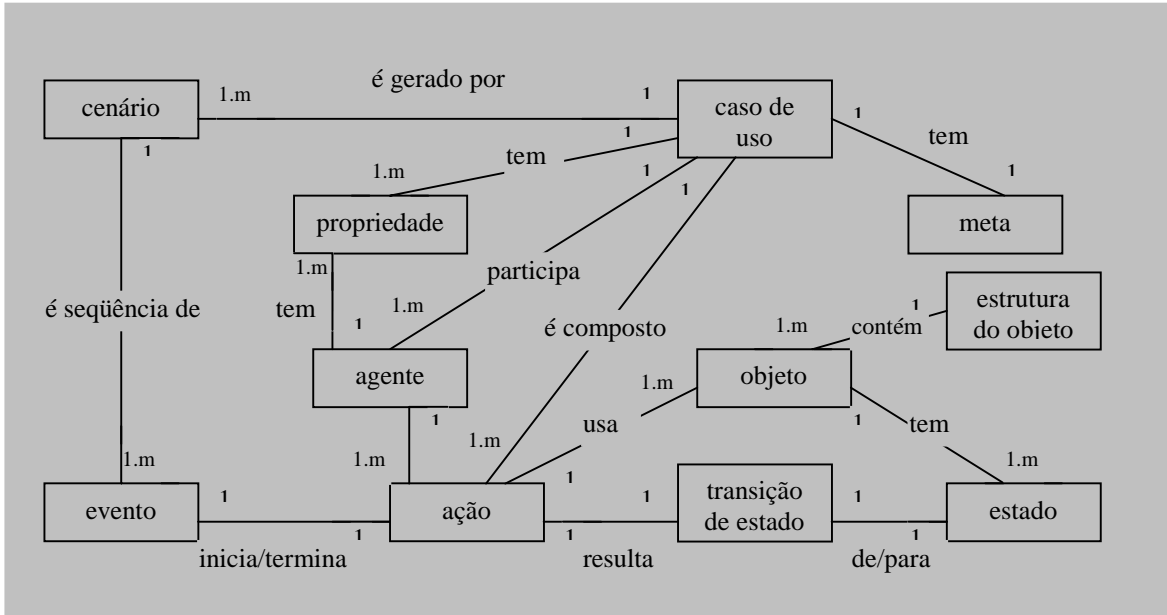 é gerado por
cenário
1.m
1
caso de
uso
1
1
1
tem
tem
1.m
1
1
1
propriedade
meta
1.m
participa
estrutura
do objeto
é seqüência de
tem
1.m
1
1.m
contém
1
é composto
agente
objeto
1.m
1
usa
1
tem
1.m
1.m
1.m
1.m
evento
1
ação
1
1
transição
de estado
1
estado
1
1
1
inicia/termina
resulta
de/para